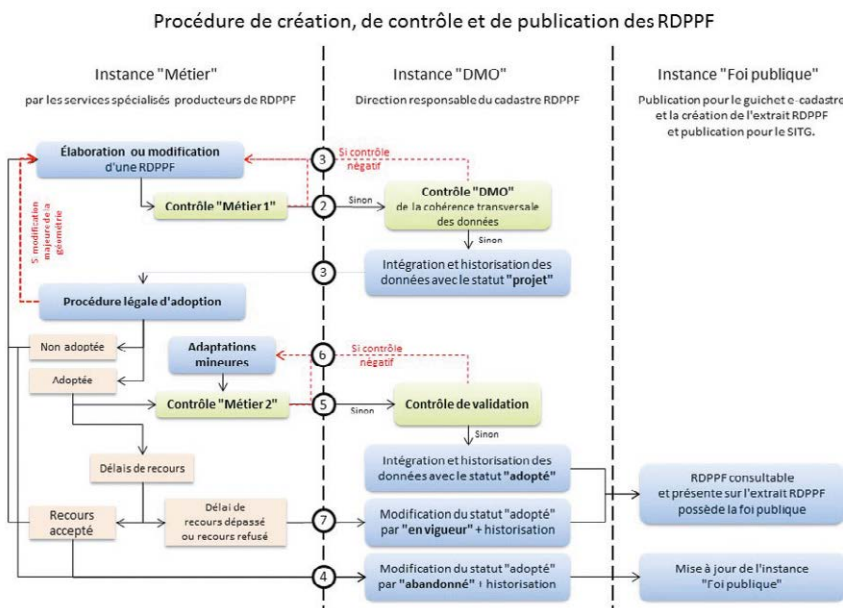 Procédure de création, de contrôle et de publication des RDPPF
Instance "Métier"
par les services spécialisés producteurs de RDPPF
Instance "DMO"
Direction responsable du cadastre RDPPF
Instance "Foi publique"
Publication pour le guichet e-cadastre
et la création de l'extrait RDPPF
et publication pour le SITG.
Élaboration ou modification
d'une RDPPF
3
Si contrôle
négatif
Contrôle "Métier 1"
2
Sinon
Contrôle "DMO"
de la cohérence transversale
des données
Sinon
Si modification
majeure de la
géométrie
3
Intégration et historisation des
données avec le statut "projet"
Procédure légale d'adoption
Non adoptée
Adaptations
mineures
6
Si contrôle
négatif
Adoptée
Contrôle "Métier 2"
5
Sinon
Contrôle de validation
Sinon
Délais de recours
Intégration et historisation des
données avec le statut "adopté"
RDPPF consultable
et présente sur l'extrait RDPPF
possède la foi publique
Recours
accepté
Délai de
recours dépassé
ou recours refusé
7
Modification du statut "adopté"
par "en vigueur" + historisation
4
Modification du statut "adopté"
par "abandonné" + historisation
Mise à jour de l'instance
"Foi publique"